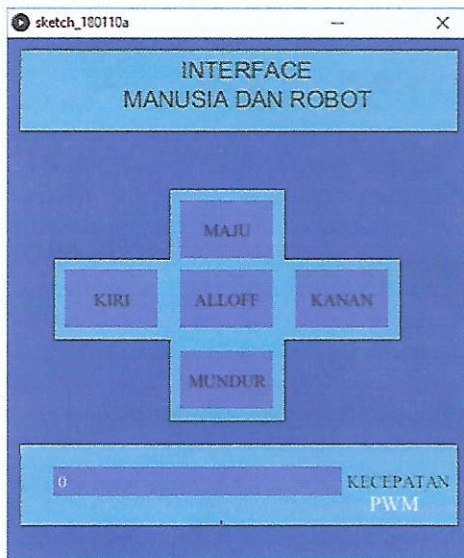 sketch_180110a
INTERFACE
MANUSIA DAN ROBOT
MAJU
KIRI ALLOFF KANAN
MUNDUR
0 KECEPATAN
PWM